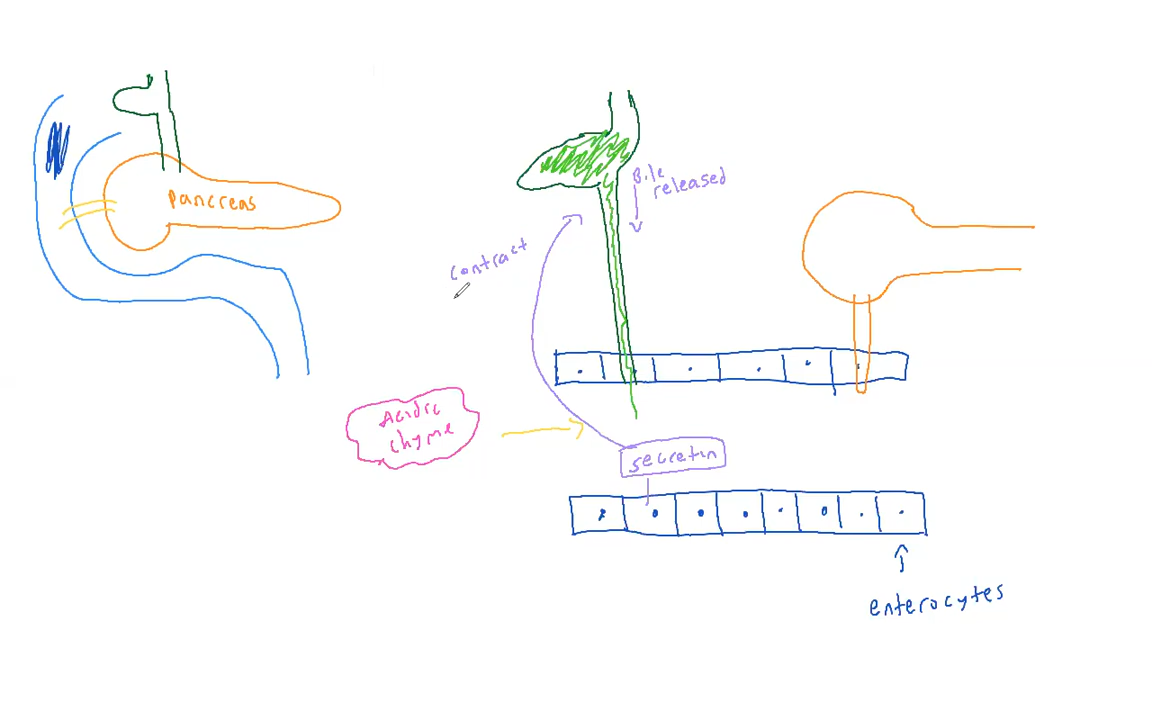 Pancreas
Bile
released
contract
Acidic
chyme
secretin
enterocytes